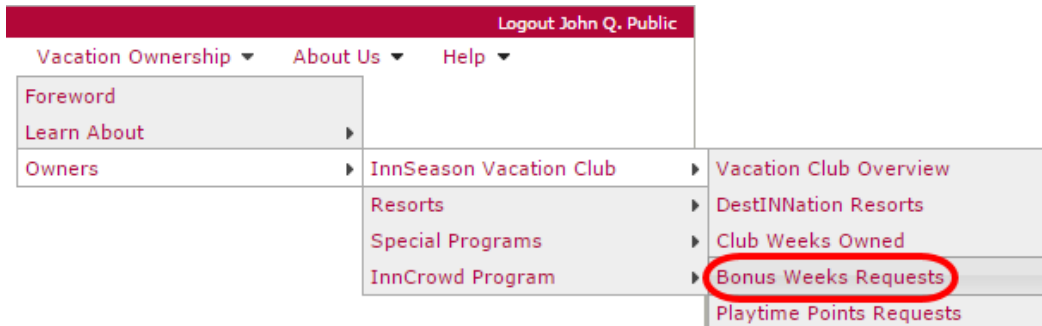 Logout John Q. Public
Vacation Ownership About Us Help
Foreword
Learn About
Owners InnSeason Vacation Club Vacation Club Overview
Resorts DestINNation Resorts
Special Programs Club Weeks Owned
InnCrowd Program Bonus Weeks Requests
Playtime Points Requests